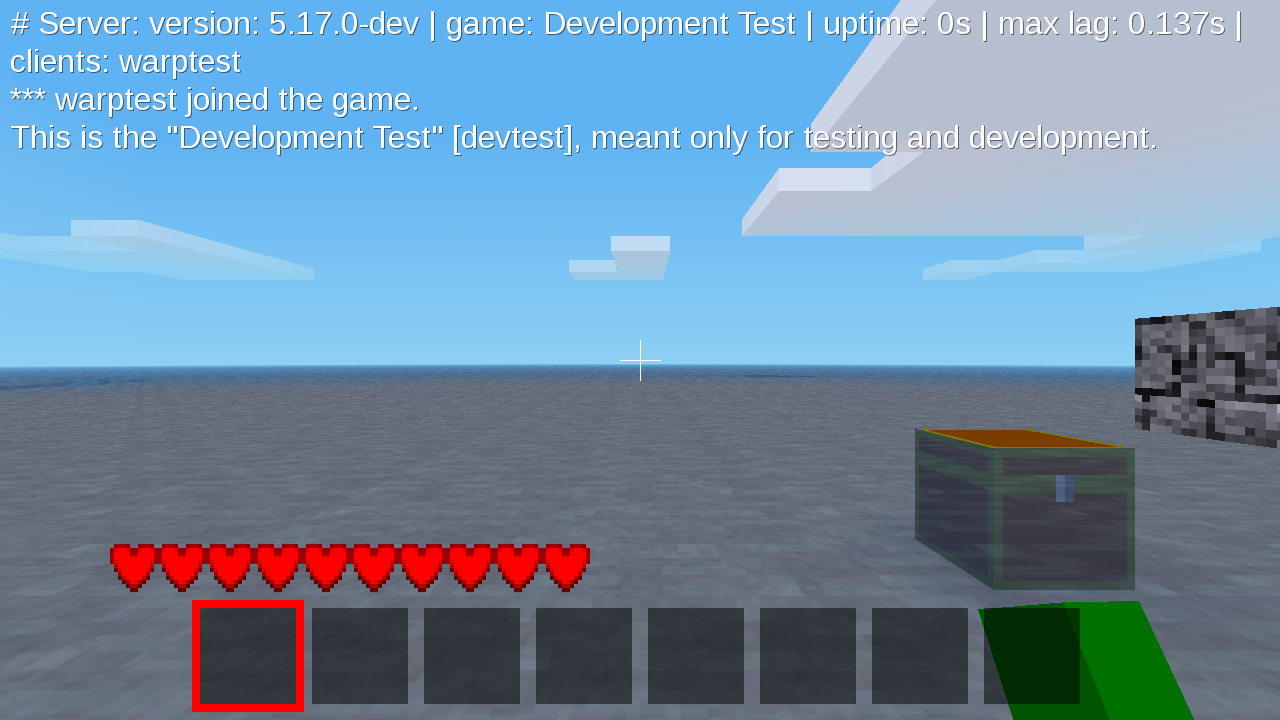 # Server: version: 5.17.0-dev | game: Development Test | uptime: 0s | max lag: 0.137s |
clients: warptest
*** warptest joined the game.
This is the "Development Test" [devtest], meant only for testing and development.